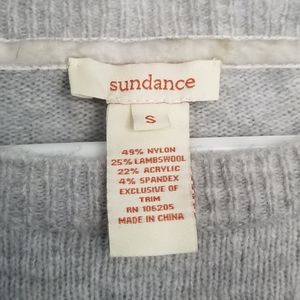 sundance
S
49% NYLON
25% LAMBSWOOL
22% ACRYLIC
4% SPANDEX
EXCLUSIVE OF
TRIM
RN 106205
MADE IN CHINA